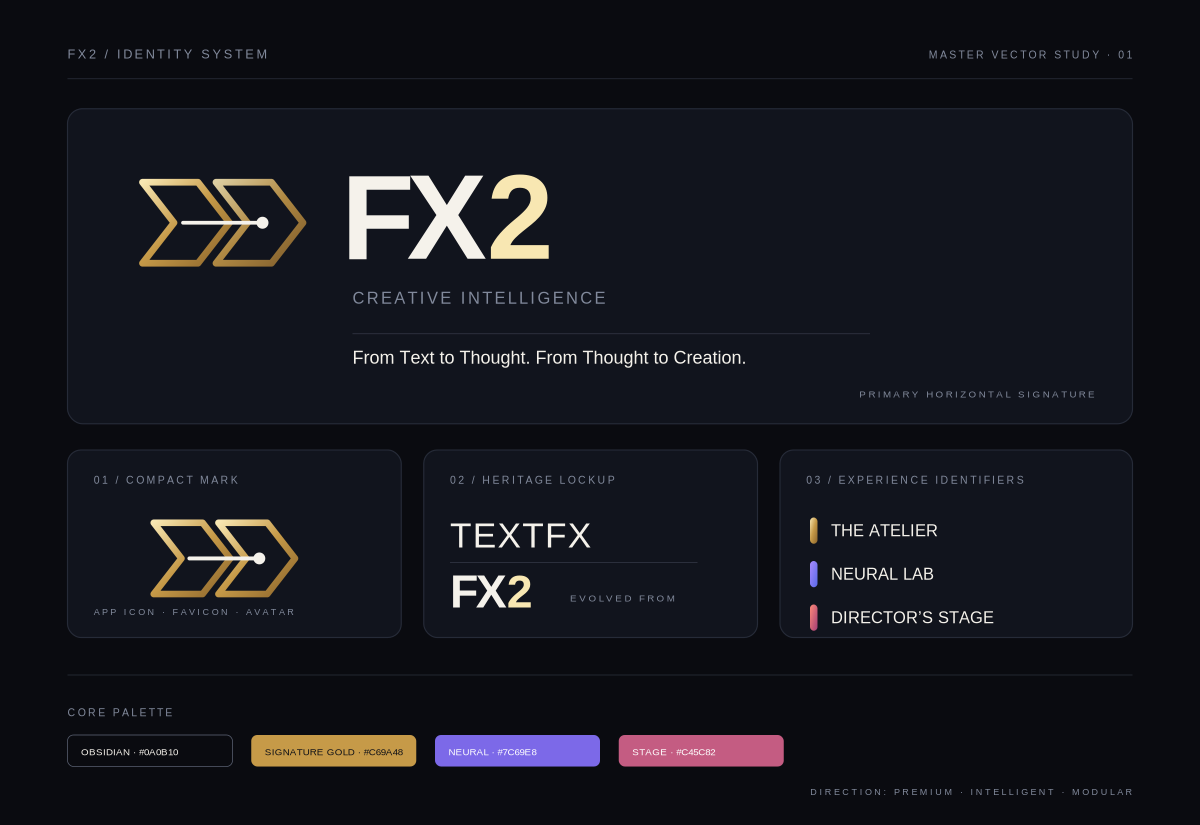 FX2 / IDENTITY SYSTEM
MASTER VECTOR STUDY · 01
FX2
CREATIVE INTELLIGENCE
From Text to Thought. From Thought to Creation.
PRIMARY HORIZONTAL SIGNATURE
01 / COMPACT MARK
APP ICON · FAVICON · AVATAR
02 / HERITAGE LOCKUP
TEXTFX
FX2
EVOLVED FROM
03 / EXPERIENCE IDENTIFIERS
THE ATELIER
NEURAL LAB
DIRECTOR’S STAGE
CORE PALETTE
OBSIDIAN · #0A0B10
SIGNATURE GOLD · #C69A48
NEURAL · #7C69E8
STAGE · #C45C82
DIRECTION: PREMIUM · INTELLIGENT · MODULAR